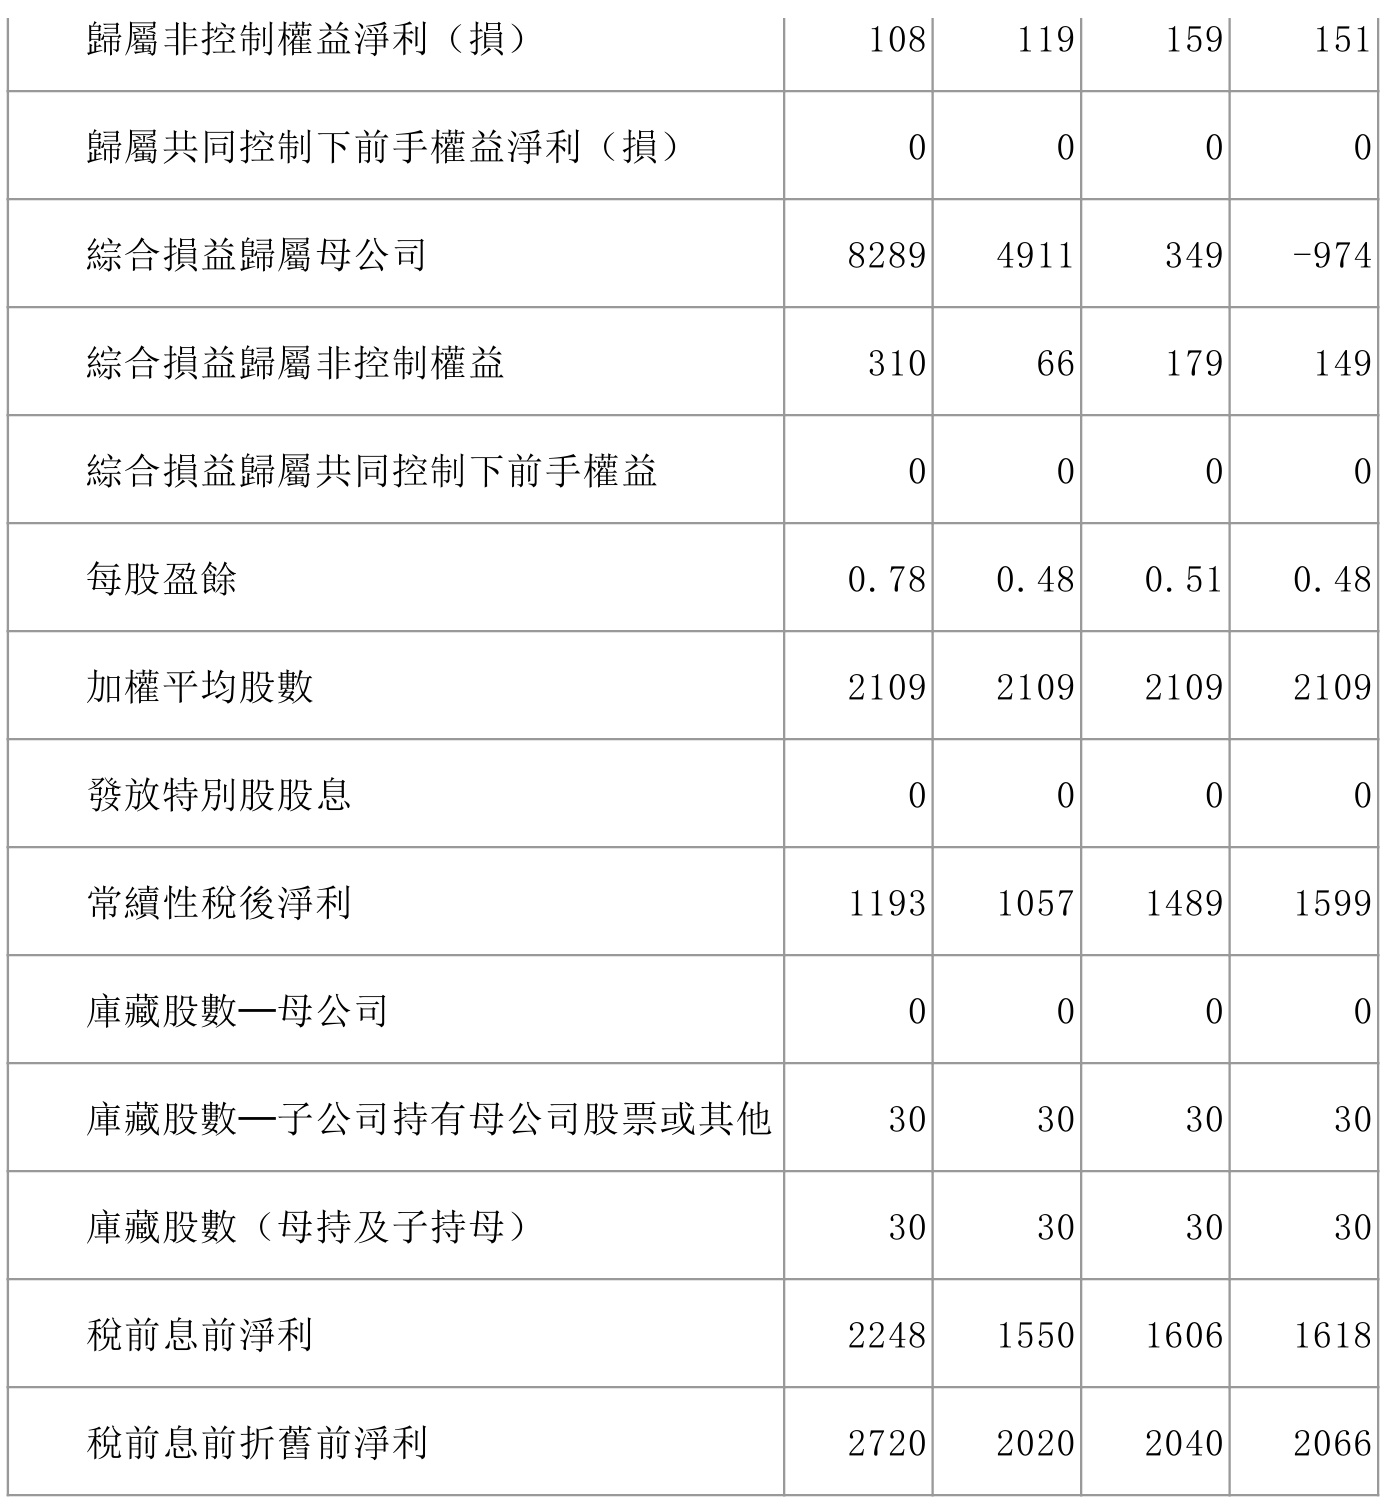 歸屬非控制權益淨利（損） 108 119 159 151
歸屬共同控制下前手權益淨利（損） 0 0 0 0
綜合損益歸屬母公司 8289 4911 349 -974
綜合損益歸屬非控制權益 310 66 179 149
綜合損益歸屬共同控制下前手權益 0 0 0 0
每股盈餘 0.78 0.48 0.51 0.48
加權平均股數 2109 2109 2109 2109
發放特別股股息 0 0 0 0
常續性稅後淨利 1193 1057 1489 1599
庫藏股數—母公司 0 0 0 0
庫藏股數—子公司持有母公司股票或其他 30 30 30 30
庫藏股數（母持及子持母） 30 30 30 30
稅前息前淨利 2248 1550 1606 1618
稅前息前折舊前淨利 2720 2020 2040 2066